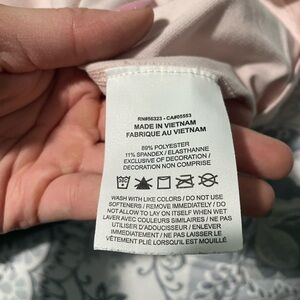 RN#56323 - CA#05553
MADE IN VIETNAM
FABRIQUÉ AU VIETNAM
89% POLYESTER
11% SPANDEX / ELASTHANNE
EXCLUSIVE OF DECORATION /
DECORATION NON COMPRISE
WASH WITH LIKE COLORS / DO NOT USE
SOFTENERS / REMOVE IMMEDIATELY / DO
NOT ALLOW TO LAY ON ITSELF WHEN WET
LAVER AVEC COULEURS SIMILAIRES / NE PAS
UTILISER D'ADOUCISSEUR / ENLEVER
IMMÉDIATEMENT / NE PAS LAISSER LE
VÊTEMENT PLIÉ LORSQU'IL EST MOUILLÉ